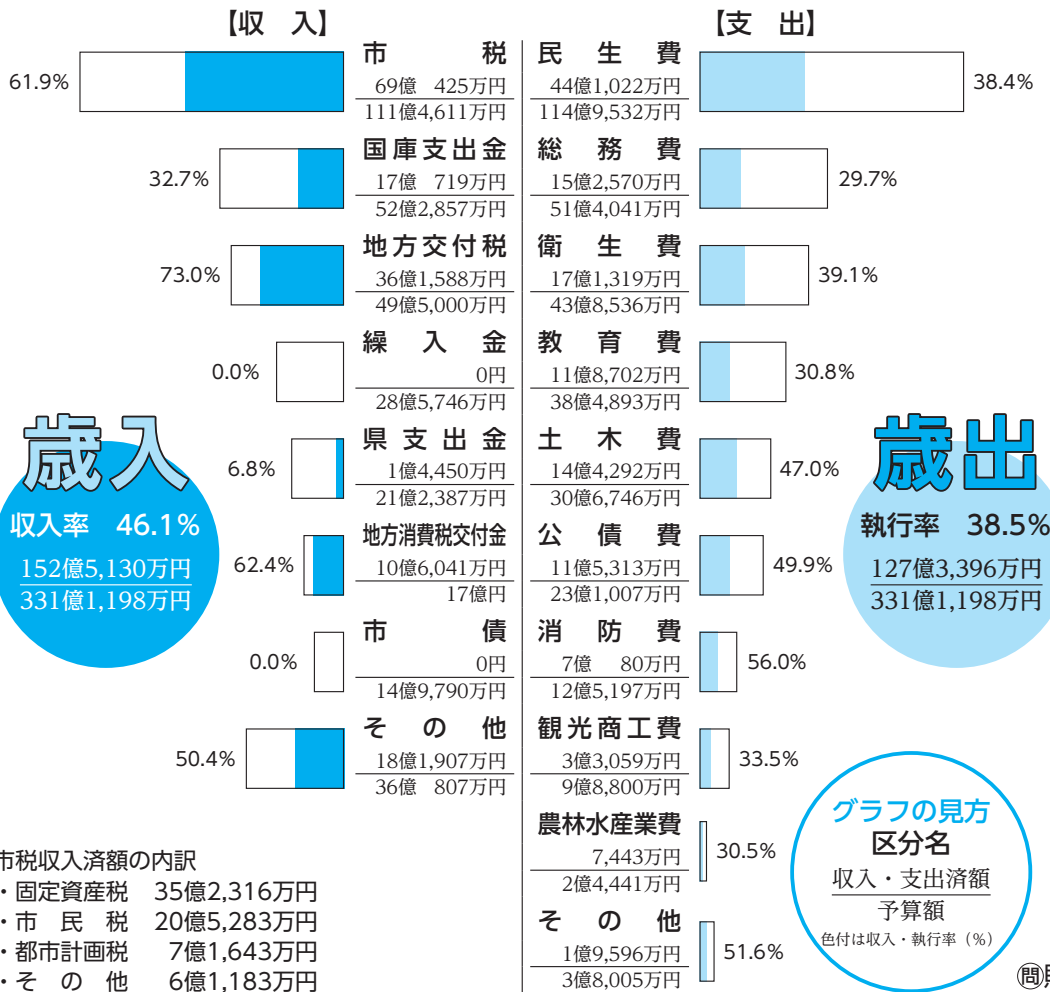 【収　入】
市　　　税
61.9%
69億　425万円
111億4,611万円
国庫支出金
32.7%
17億　719万円
52億2,857万円
地方交付税
73.0%
36億1,588万円
49億5,000万円
繰　入　金
0.0%
0円
28億5,746万円
県支出金
6.8%
1億4,450万円
21億2,387万円
地方消費税交付金
62.4%
10億6,041万円
17億円
市　　　債
0.0%
0円
14億9,790万円
そ　の　他
50.4%
18億1,907万円
36億　807万円
歳入
収入率　46.1%
152億5,130万円
331億1,198万円
市税収入済額の内訳
・固定資産税　35億2,316万円
・市　民　税　20億5,283万円
・都市計画税　7億1,643万円
・そ　の　他　6億1,183万円
【支　出】
民　生　費
44億1,022万円
114億9,532万円
38.4%
総　務　費
15億2,570万円
51億4,041万円
29.7%
衛　生　費
17億1,319万円
43億8,536万円
39.1%
教　育　費
11億8,702万円
38億4,893万円
30.8%
土　木　費
14億4,292万円
30億6,746万円
47.0%
公　債　費
11億5,313万円
23億1,007万円
49.9%
消　防　費
7億　80万円
12億5,197万円
56.0%
観光商工費
3億3,059万円
9億8,800万円
33.5%
農林水産業費
7,443万円
2億4,441万円
30.5%
そ　の　他
1億9,596万円
3億8,005万円
51.6%
歳出
執行率　38.5%
127億3,396万円
331億1,198万円
グラフの見方
区分名
収入・支出済額
予算額
色付は収入・執行率（%）
㉄